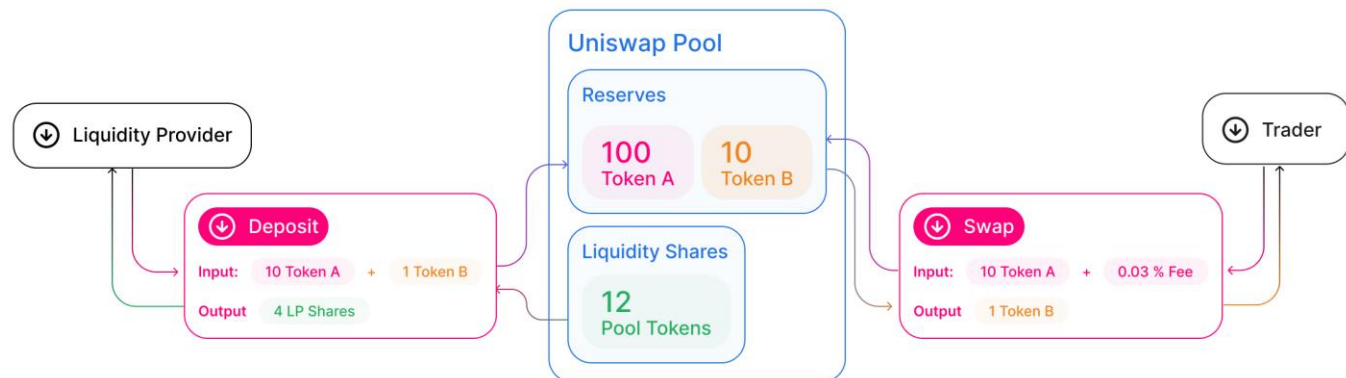 Uniswap Pool
Reserves
100
Token A
10
Token B
Liquidity Shares
12
Pool Tokens
Liquidity Provider
Deposit
Input: 10 Token A + 1 Token B
Output 4 LP Shares
Trader
Swap
Input: 10 Token A + 0.03 % Fee
Output 1 Token B